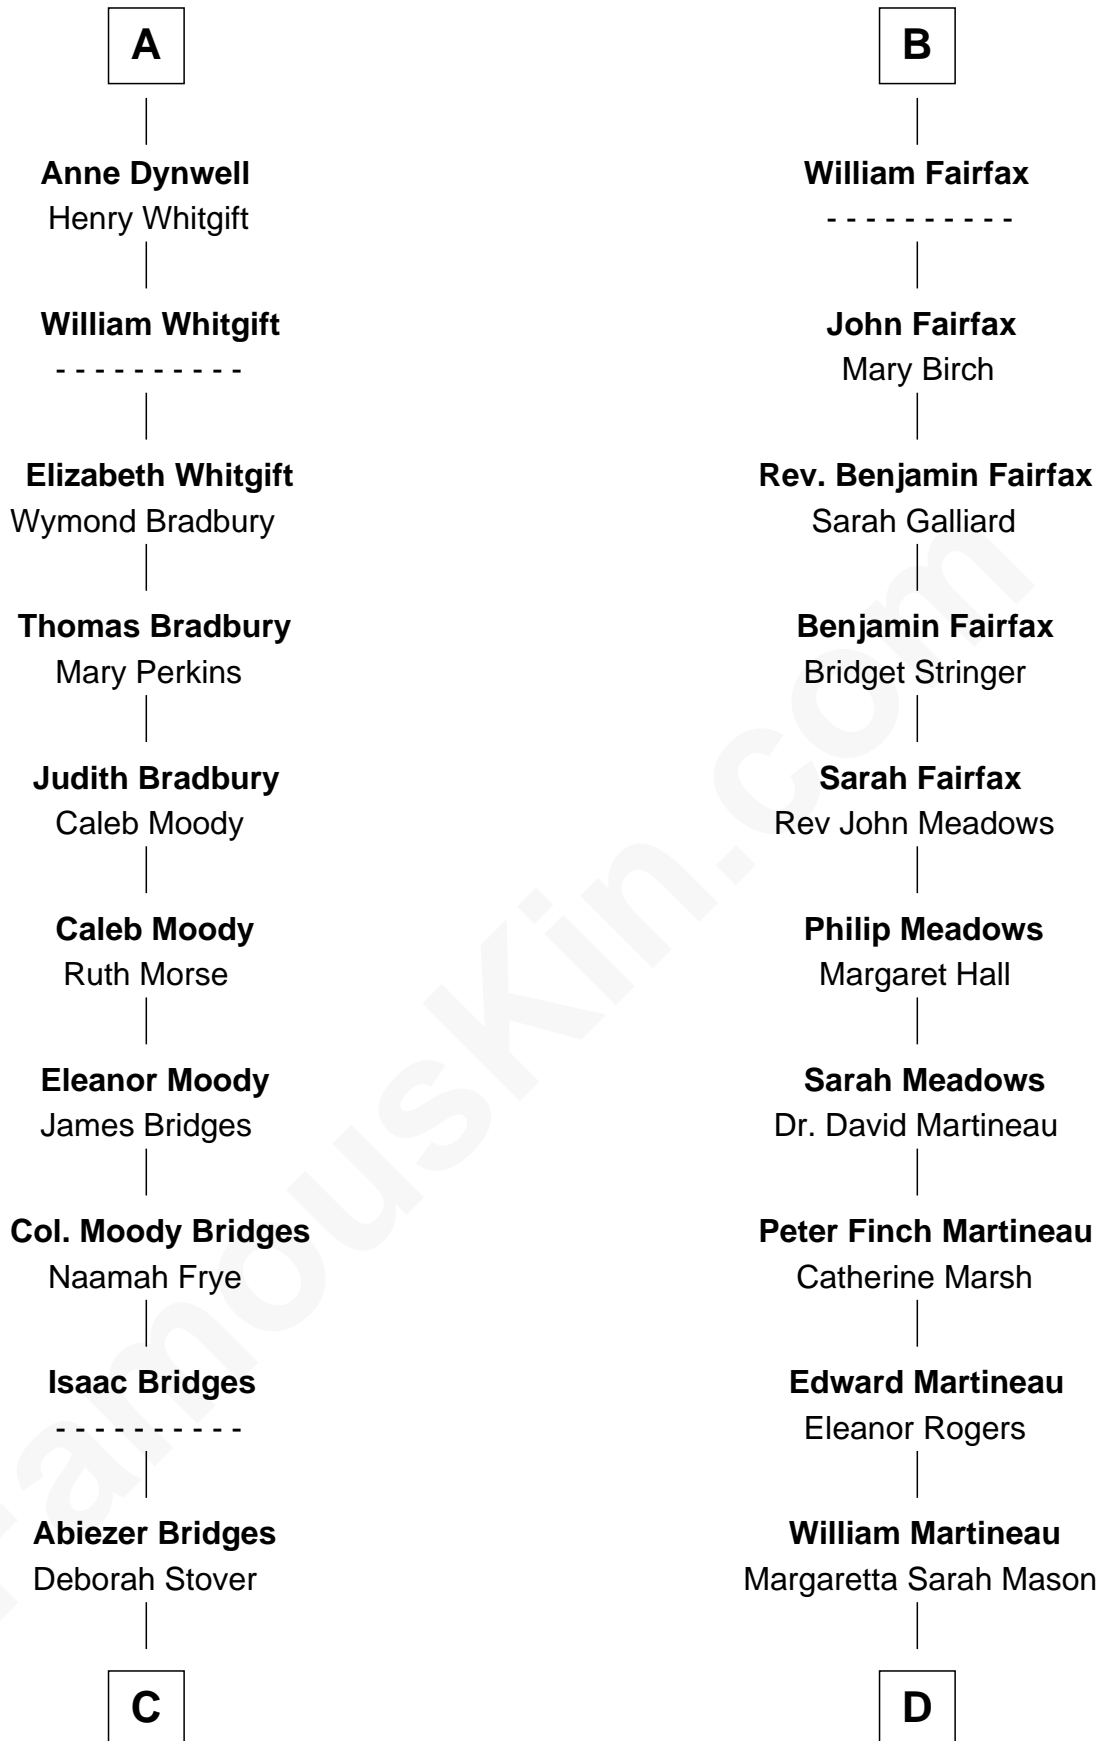 A
Anne Dynwell
Henry Whitgift
William Whitgift
- - - - - - - - - -
Elizabeth Whitgift
Wymond Bradbury
Thomas Bradbury
Mary Perkins
Judith Bradbury
Caleb Moody
Caleb Moody
Ruth Morse
Eleanor Moody
James Bridges
Col. Moody Bridges
Naamah Frye
Isaac Bridges
- - - - - - - - - -
Abiezer Bridges
Deborah Stover
C
B
William Fairfax
- - - - - - - - - -
John Fairfax
Mary Birch
Rev. Benjamin Fairfax
Sarah Galliard
Benjamin Fairfax
Bridget Stringer
Sarah Fairfax
Rev John Meadows
Philip Meadows
Margaret Hall
Sarah Meadows
Dr. David Martineau
Peter Finch Martineau
Catherine Marsh
Edward Martineau
Eleanor Rogers
William Martineau
Margaretta Sarah Mason
D
FamousKin.com